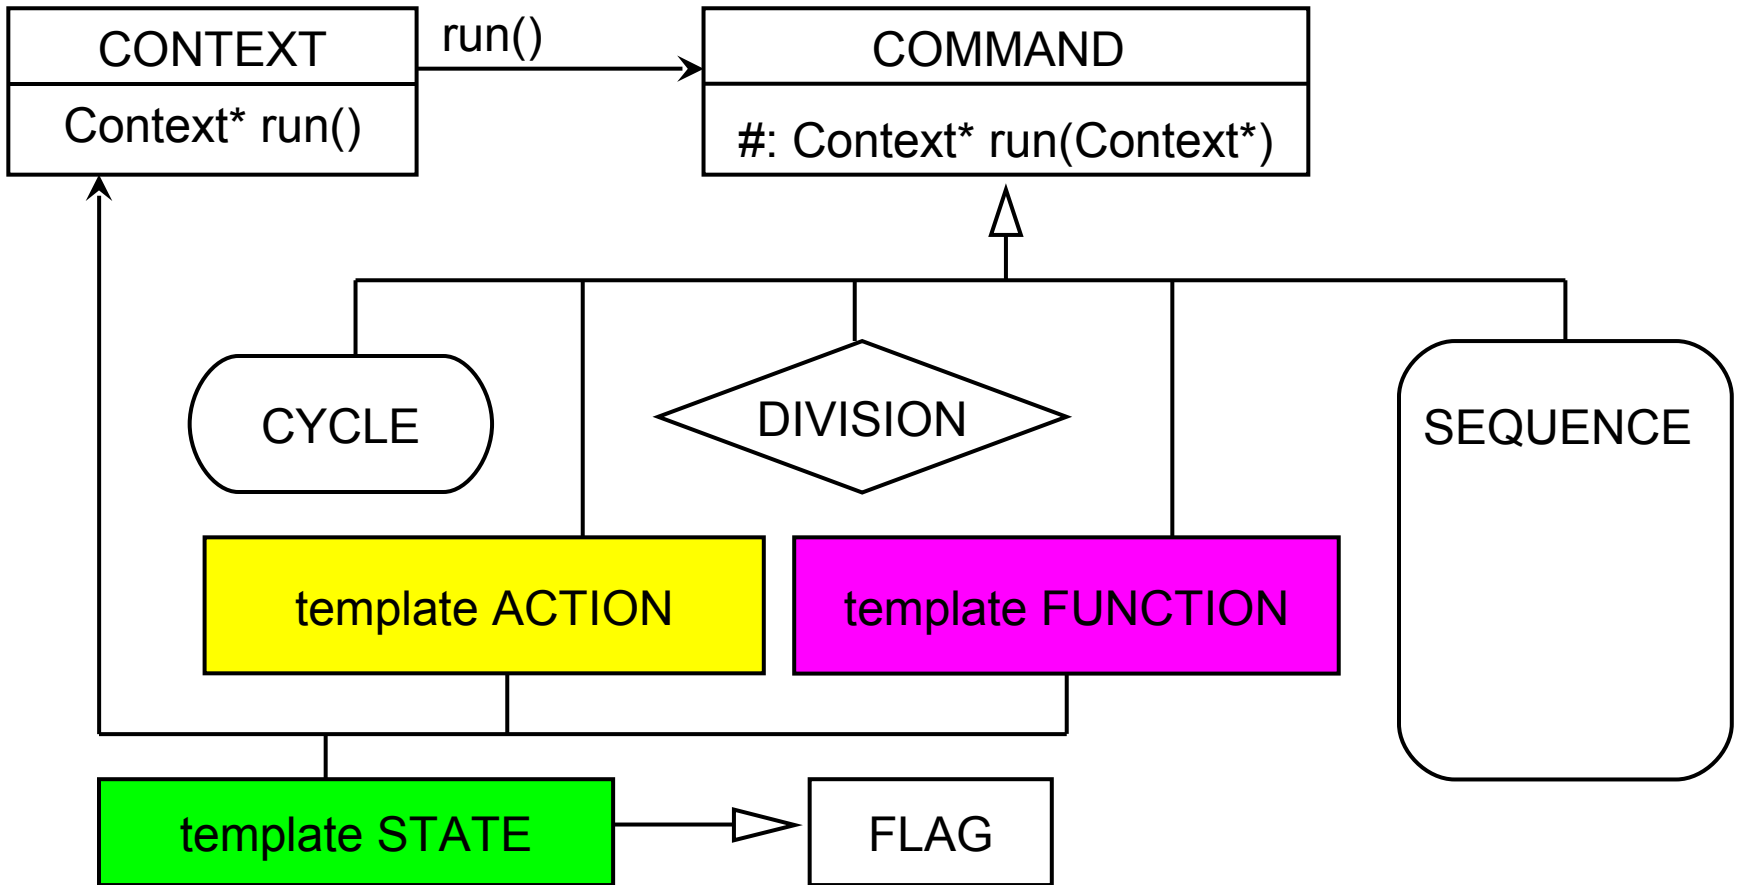 CONTEXT
run()
COMMAND
Context* run()
#: Context* run(Context*)
CYCLE
DIVISION
SEQUENCE
template ACTION
template FUNCTION
template STATE
FLAG